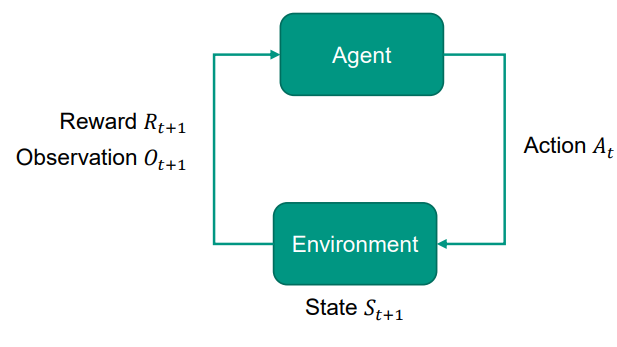 Agent
Reward R_{t+1}
Observation O_{t+1}
Action A_t
Environment
State S_{t+1}